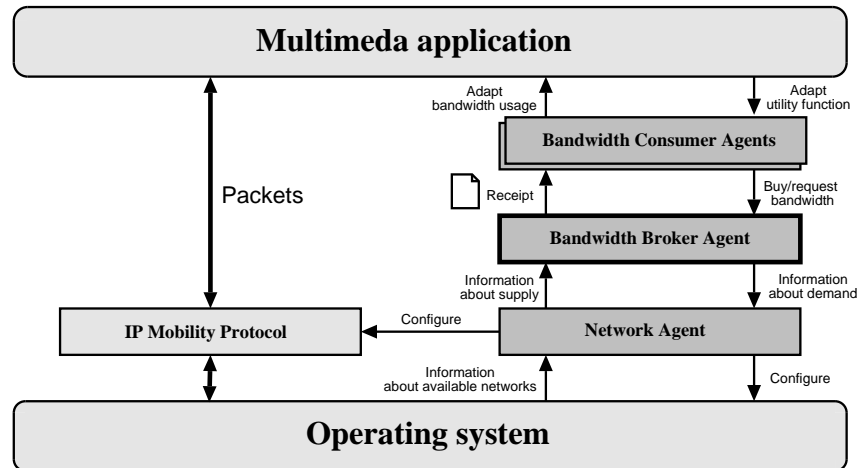 Multimeda application
Adapt
bandwidth usage
Adapt
utility function
Bandwidth Consumer Agents
Packets
Receipt
Buy/request
bandwidth
Bandwidth Broker Agent
Information
about supply
Information
about demand
IP Mobility Protocol
Configure
Network Agent
Information
about available networks
Configure
Operating system